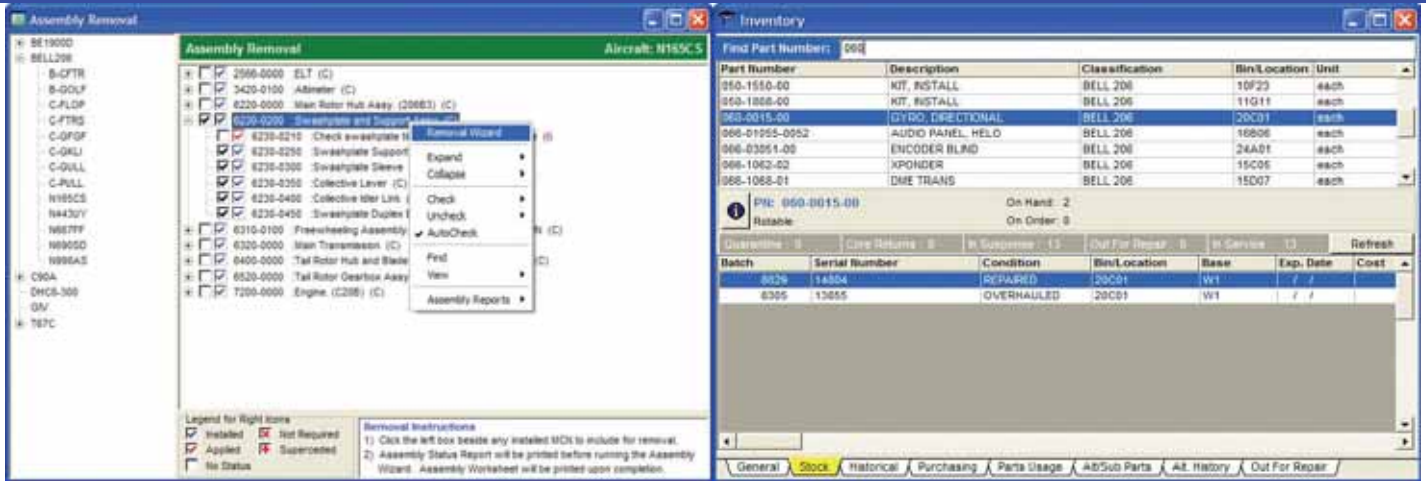 Assembly Removal
BE1900D
BELL206
B-CFTR
B-GOLF
C-FLOP
C-FTRS
C-GFGF
C-GKLI
C-GULL
C-PULL
N165CS
N443UY
N667FF
N690SD
N998AS
C90A
DHC8-300
GIV
T67C
Assembly Removal Aircraft: N165CS
2566-0000 :ELT (C)
3420-0100 :Altimeter (C)
6220-0000 :Main Rotor Hub Assy. (206B3) (C)
6230-0200 :Swashplate and Support Assy. (C)
6230-0210 :Check swashplate
6230-0250 :Swashplate Support
6230-0300 :Swashplate Sleeve
6230-0350 :Collective Lever (C)
6230-0400 :Collective Idler Link
6230-0450 :Swashplate Duplex
6310-0100 :Freewheeling Assembly N (C)
6320-0000 :Main Transmission (C)
6400-0000 :Tail Rotor Hub and Blade (C)
6520-0000 :Tail Rotor Gearbox Assy
7200-0000 :Engine (C20B) (C)
Removal Wizard
Expand
Collapse
Check
Uncheck
AutoCheck
Find
View
Assembly Reports
Legend for Right Icons
Installed Not Required
Applied Superceded
No Status
Removal Instructions
1) Click the left box beside any installed MCN to include for removal.
2) Assembly Status Report will be printed before running the Assembly
Wizard. Assembly Worksheet will be printed upon completion.
Inventory
Find Part Number: 060
Part Number Description Classification Bin/Location Unit
050-1550-00 KIT, INSTALL BELL 206 10F23 each
050-1808-00 KIT, INSTALL BELL 206 11G11 each
060-0015-00 GYRO, DIRECTIONAL BELL 206 20C01 each
066-01055-0052 AUDIO PANEL, HELO BELL 206 16B06 each
066-03051-00 ENCODER BLIND BELL 206 24A01 each
066-1062-02 XPONDER BELL 206 15C05 each
066-1068-01 DME TRANS BELL 206 15D07 each
PN: 060-0015-00 On Hand: 2
Rotable On Order: 0
Quarantine : 0 Core Returns : 0 In Suspense : 13 Out For Repair : 0 In Service : 13 Refresh
Batch Serial Number Condition Bin/Location Base Exp. Date Cost
8029 14804 REPAIRED 20C01 W1 / /
8305 13855 OVERHAULED 20C01 W1 / /
General Stock Historical Purchasing Parts Usage Alt/Sub Parts Adt. History Out For Repair